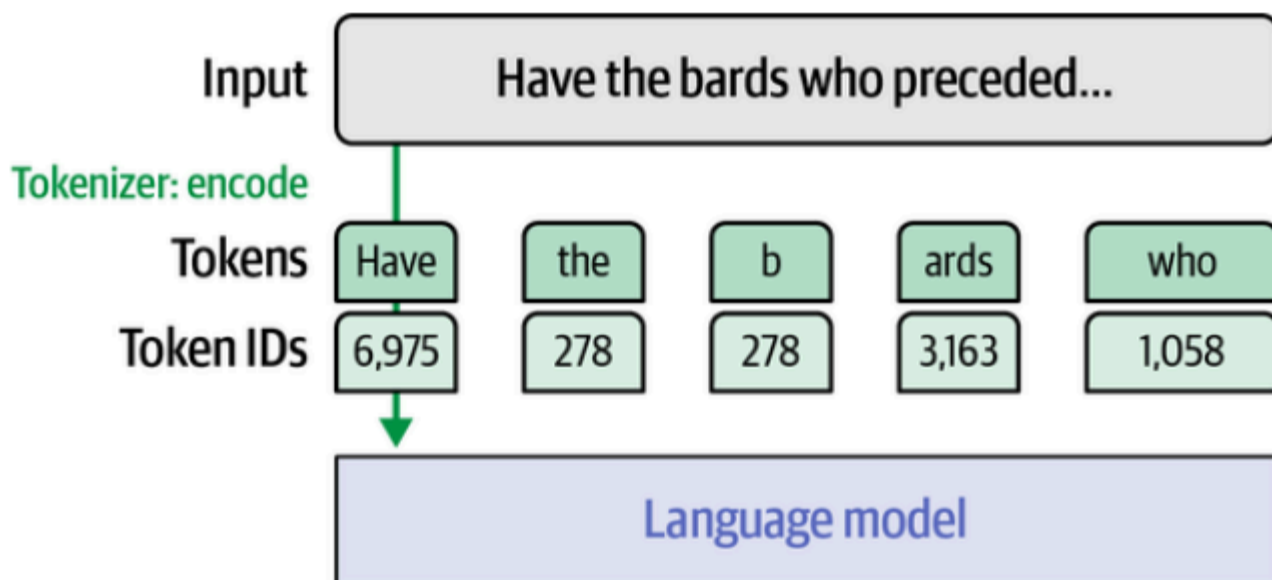 Input
Have the bards who preceded...
Tokenizer: encode
Tokens Have the b ards who
Token IDs 6,975 278 278 3,163 1,058
Language model